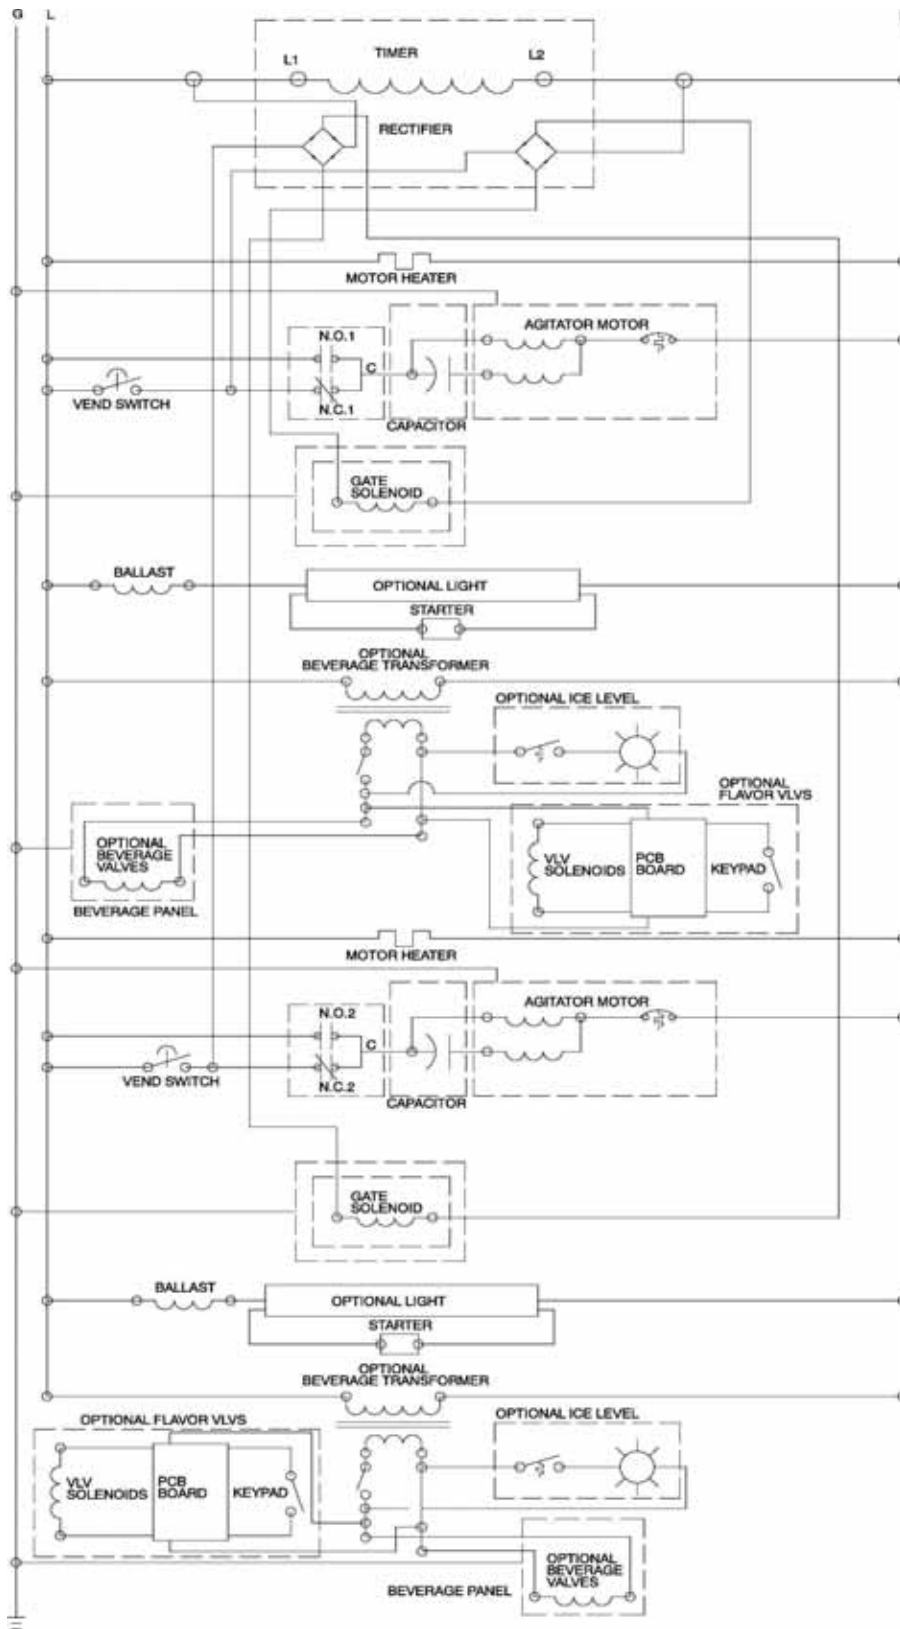 G L
TIMER
L1
L2
RECTIFIER
MOTOR HEATER
AGITATOR MOTOR
N.O.1
C
N.C.1
VEND SWITCH
CAPACITOR
GATE
SOLENOID
BALLAST
OPTIONAL LIGHT
STARTER
OPTIONAL
BEVERAGE TRANSFORMER
OPTIONAL ICE LEVEL
OPTIONAL
FLAVOR VLVS
OPTIONAL
BEVERAGE
VALVES
VLV
SOLENOIDS
PCB
BOARD
KEYPAD
BEVERAGE PANEL
MOTOR HEATER
AGITATOR MOTOR
N.O.2
C
N.C.2
VEND SWITCH
CAPACITOR
GATE
SOLENOID
BALLAST
OPTIONAL LIGHT
STARTER
OPTIONAL
BEVERAGE TRANSFORMER
OPTIONAL FLAVOR VLVS
OPTIONAL ICE LEVEL
VLV
SOLENOIDS
PCB
BOARD
KEYPAD
OPTIONAL
BEVERAGE
VALVES
BEVERAGE PANEL